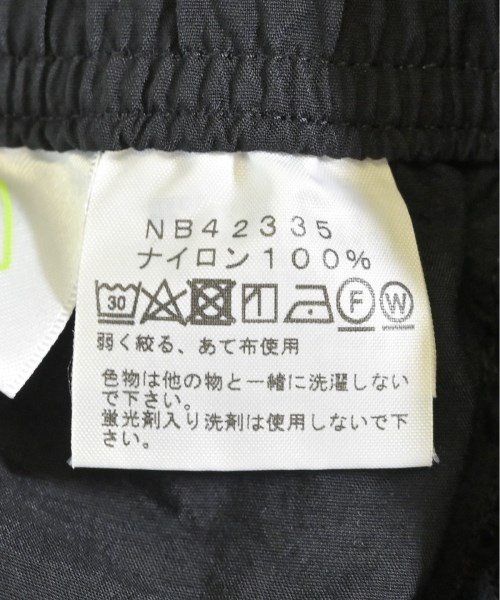 NB42335
ナイロン100%
30 F W
弱く絞る、あて布使用
色物は他の物と一緒に洗濯しない
で下さい。
蛍光剤入り洗剤は使用しないで下
さい。